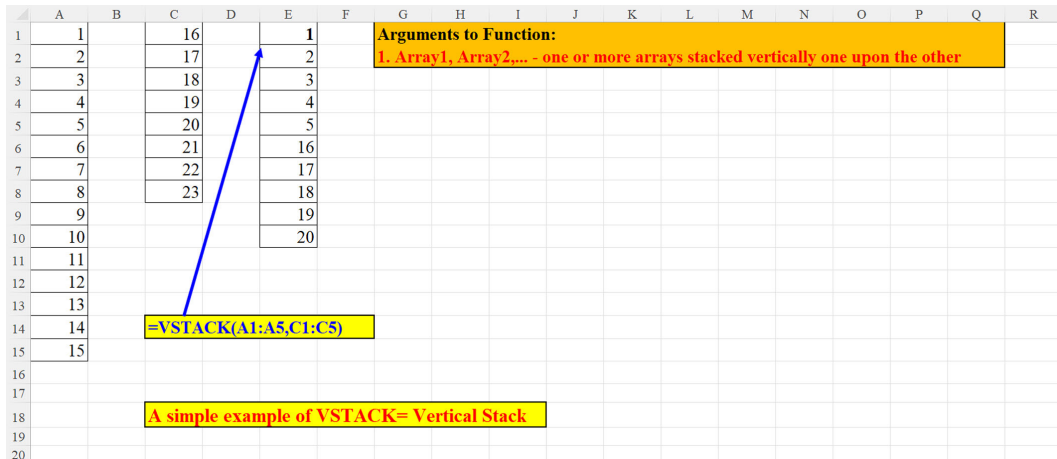 A B C D E F G H I J K L M N O P Q R
1 1 16 1 Arguments to Function:
2 2 17 2 1. Array1, Array2,... - one or more arrays stacked vertically one upon the other
3 3 18 3
4 4 19 4
5 5 20 5
6 6 21 16
7 7 22 17
8 8 23 18
9 9 19
10 10 20
11 11
12 12
13 13
14 14 =VSTACK(A1:A5,C1:C5)
15 15
16
17
18 A simple example of VSTACK= Vertical Stack
19
20